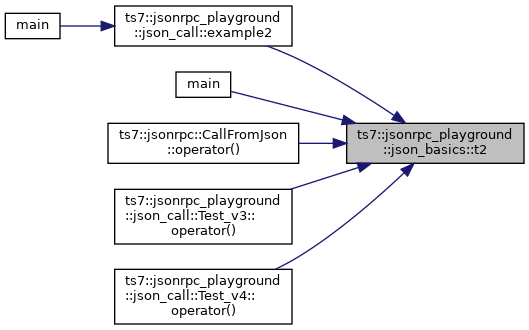 main
ts7::jsonrpc_playground
::json_call::example2
main
ts7::jsonrpc::CallFromJson
::operator()
ts7::jsonrpc_playground
::json_basics::t2
ts7::jsonrpc_playground
::json_call::Test_v3::
operator()
ts7::jsonrpc_playground
::json_call::Test_v4::
operator()